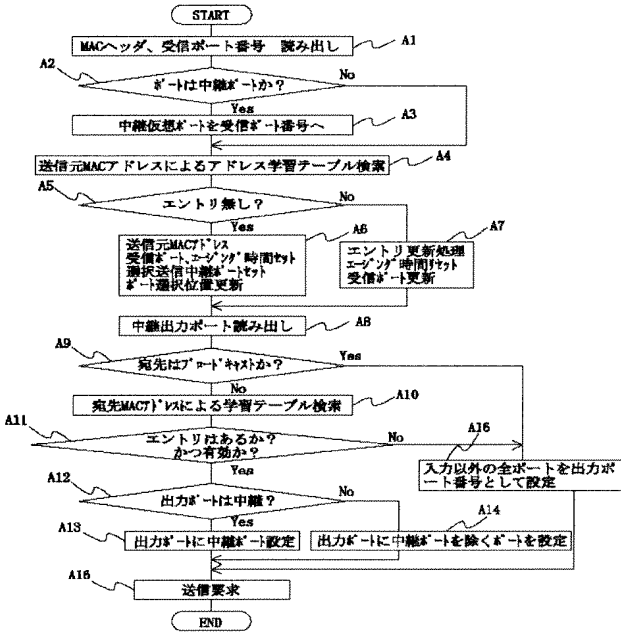 START
MACヘッダ、受信ポート番号 読み出し
A1
A2
ポートは中継ポートか？
No
Yes
中継仮想ポートを受信ポート番号へ
A3
送信元MACアドレスによるアドレス学習テーブル検索
A4
A5
エントリ無し？
No
Yes
A6
A7
送信元MACアドレス
受信ポート、エージング時間セット
選択送信中継ポートセット
ポート選択位置更新
エントリ更新処理
エージング時間リセット
受信ポート更新
中継出力ポート読み出し
A8
A9
宛先はブロードキャストか？
Yes
No
宛先MACアドレスによる学習テーブル検索
A10
A11
エントリはあるか？
かつ有効か？
No
Yes
A16
入力以外の全ポートを出力ポ
ート番号として設定
A12
出力ポートは中継？
No
Yes
A13
A14
出力ポートに中継ポート設定
出力ポートに中継ポートを除くポートを設定
A15
送信要求
END